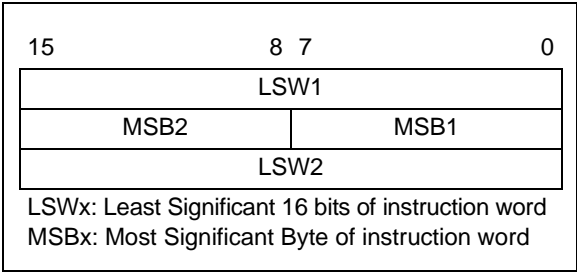 15 8 7 0
LSW1
MSB2 MSB1
LSW2
LSWx: Least Significant 16 bits of instruction word
MSBx: Most Significant Byte of instruction word